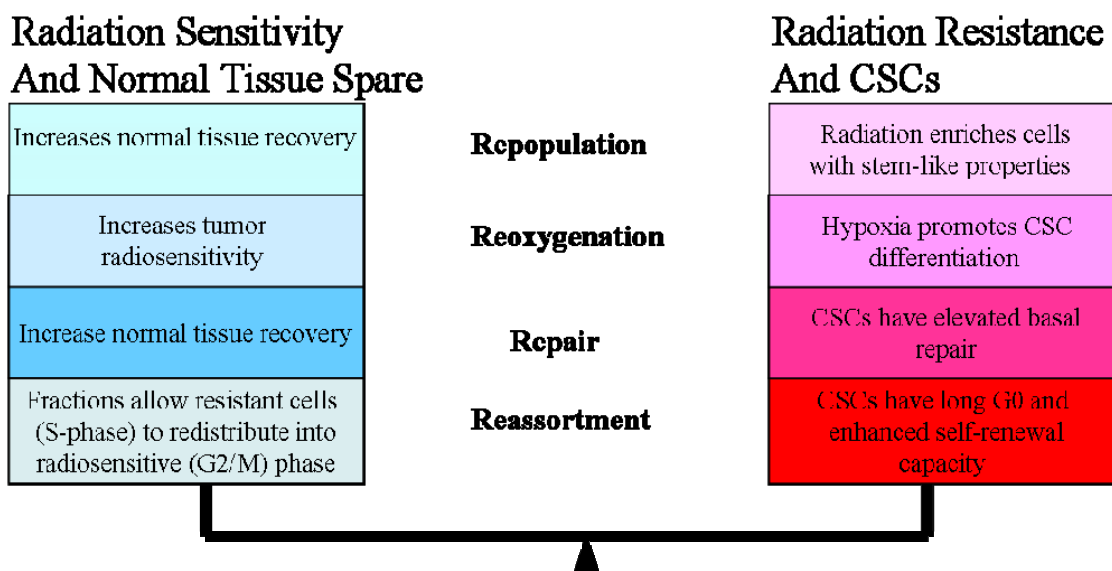 Radiation Sensitivity
And Normal Tissue Spare
Increases normal tissue recovery
Increases tumor
radiosensitivity
Increase normal tissue recovery
Fractions allow resistant cells
(S-phase) to redistribute into
radiosensitive (G2/M) phase
Repopulation
Reoxygenation
Repair
Reassortment
Radiation Resistance
And CSCs
Radiation enriches cells
with stem-like properties
Hypoxia promotes CSC
differentiation
CSCs have elevated basal
repair
CSCs have long G0 and
enhanced self-renewal
capacity